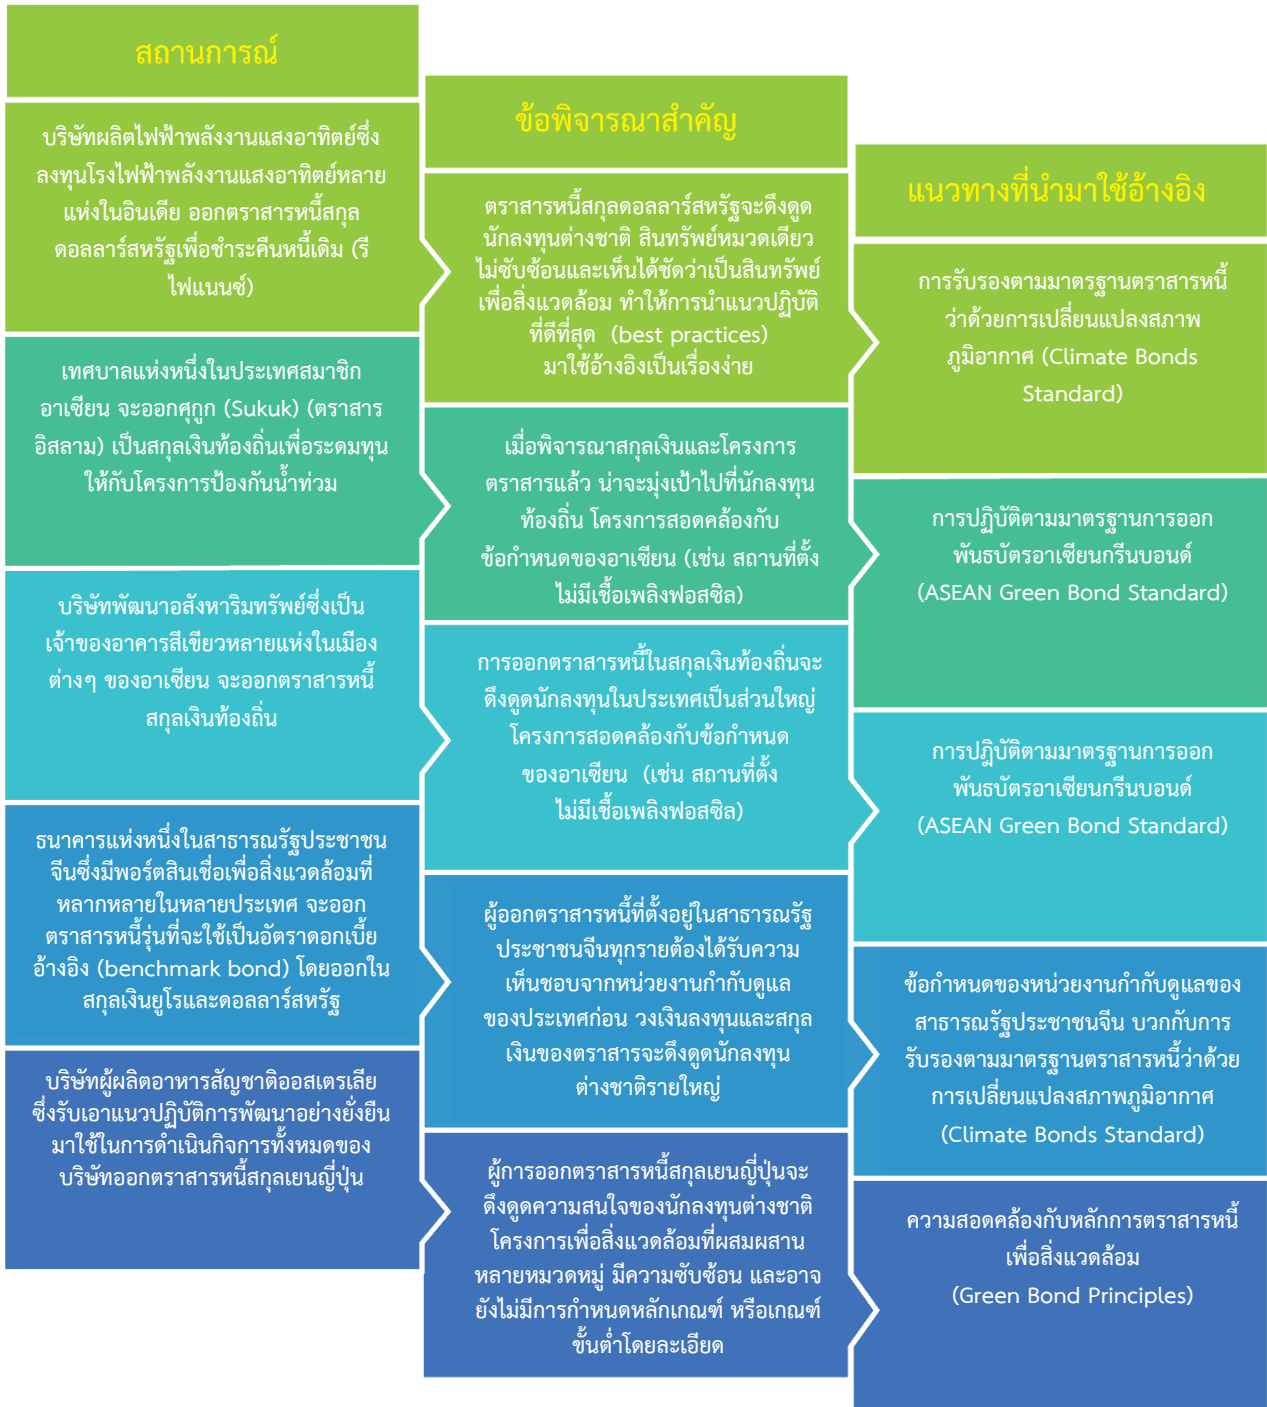 สถานการณ์
บริษัทผลิตไฟฟ้าพลังงานแสงอาทิตย์ซึ่ง
ลงทุนโรงไฟฟ้าพลังงานแสงอาทิตย์หลาย
แห่งในอินเดีย ออกตราสารหนี้สกุล
ดอลลาร์สหรัฐเพื่อชำระคืนหนี้เดิม (รี
ไฟแนนซ์)
เทศบาลแห่งหนึ่งในประเทศสมาชิก
อาเซียน จะออกศุกูก (Sukuk) (ตราสาร
อิสลาม) เป็นสกุลเงินท้องถิ่นเพื่อระดมทุน
ให้กับโครงการป้องกันน้ำท่วม
บริษัทพัฒนาอสังหาริมทรัพย์ซึ่งเป็น
เจ้าของอาคารสีเขียวหลายแห่งในเมือง
ต่างๆ ของอาเซียน จะออกตราสารหนี้
สกุลเงินท้องถิ่น
ธนาคารแห่งหนึ่งในสาธารณรัฐประชาชน
จีนซึ่งมีพอร์ตสินเชื่อเพื่อสิ่งแวดล้อมที่
หลากหลายในหลายประเทศ จะออก
ตราสารหนี้รุ่นที่จะใช้เป็นอัตราดอกเบี้ย
อ้างอิง (benchmark bond) โดยออกใน
สกุลเงินยูโรและดอลลาร์สหรัฐ
บริษัทผู้ผลิตอาหารสัญชาติออสเตรเลีย
ซึ่งรับเอาแนวปฏิบัติการพัฒนาอย่างยั่งยืน
มาใช้ในการดำเนินกิจการทั้งหมดของ
บริษัทออกตราสารหนี้สกุลเยนญี่ปุ่น
ข้อพิจารณาสำคัญ
ตราสารหนี้สกุลดอลลาร์สหรัฐจะดึงดูด
นักลงทุนต่างชาติ สินทรัพย์หมวดเดียว
ไม่ซับซ้อนและเห็นได้ชัดว่าเป็นสินทรัพย์
เพื่อสิ่งแวดล้อม ทำให้การนำแนวปฏิบัติ
ที่ดีที่สุด (best practices)
มาใช้อ้างอิงเป็นเรื่องง่าย
เมื่อพิจารณาสกุลเงินและโครงการ
ตราสารแล้ว น่าจะมุ่งเป้าไปที่นักลงทุน
ท้องถิ่น โครงการสอดคล้องกับ
ข้อกำหนดของอาเซียน (เช่น สถานที่ตั้ง
ไม่มีเชื้อเพลิงฟอสซิล)
การออกตราสารหนี้ในสกุลเงินท้องถิ่นจะ
ดึงดูดนักลงทุนในประเทศเป็นส่วนใหญ่
โครงการสอดคล้องกับข้อกำหนด
ของอาเซียน (เช่น สถานที่ตั้ง
ไม่มีเชื้อเพลิงฟอสซิล)
ผู้ออกตราสารหนี้ที่ตั้งอยู่ในสาธารณรัฐ
ประชาชนจีนทุกรายต้องได้รับความ
เห็นชอบจากหน่วยงานกำกับดูแล
ของประเทศก่อน วงเงินลงทุนและสกุล
เงินของตราสารจะดึงดูดนักลงทุน
ต่างชาติรายใหญ่
ผู้การออกตราสารหนี้สกุลเยนญี่ปุ่นจะ
ดึงดูดความสนใจของนักลงทุนต่างชาติ
โครงการเพื่อสิ่งแวดล้อมที่ผสมผสาน
หลายหมวดหมู่ มีความซับซ้อน และอาจ
ยังไม่มีการกำหนดหลักเกณฑ์ หรือเกณฑ์
ขั้นต่ำโดยละเอียด
แนวทางที่นำมาใช้อ้างอิง
การรับรองตามมาตรฐานตราสารหนี้
ว่าด้วยการเปลี่ยนแปลงสภาพ
ภูมิอากาศ (Climate Bonds
Standard)
การปฏิบัติตามมาตรฐานการออก
พันธบัตรอาเซียนกรีนบอนด์
(ASEAN Green Bond Standard)
การปฎิบัติตามมาตรฐานการออก
พันธบัตรอาเซียนกรีนบอนด์
(ASEAN Green Bond Standard)
ข้อกำหนดของหน่วยงานกำกับดูแลของ
สาธารณรัฐประชาชนจีน บวกกับการ
รับรองตามมาตรฐานตราสารหนี้ว่าด้วย
การเปลี่ยนแปลงสภาพภูมิอากาศ
(Climate Bonds Standard)
ความสอดคล้องกับหลักการตราสารหนี้
เพื่อสิ่งแวดล้อม
(Green Bond Principles)